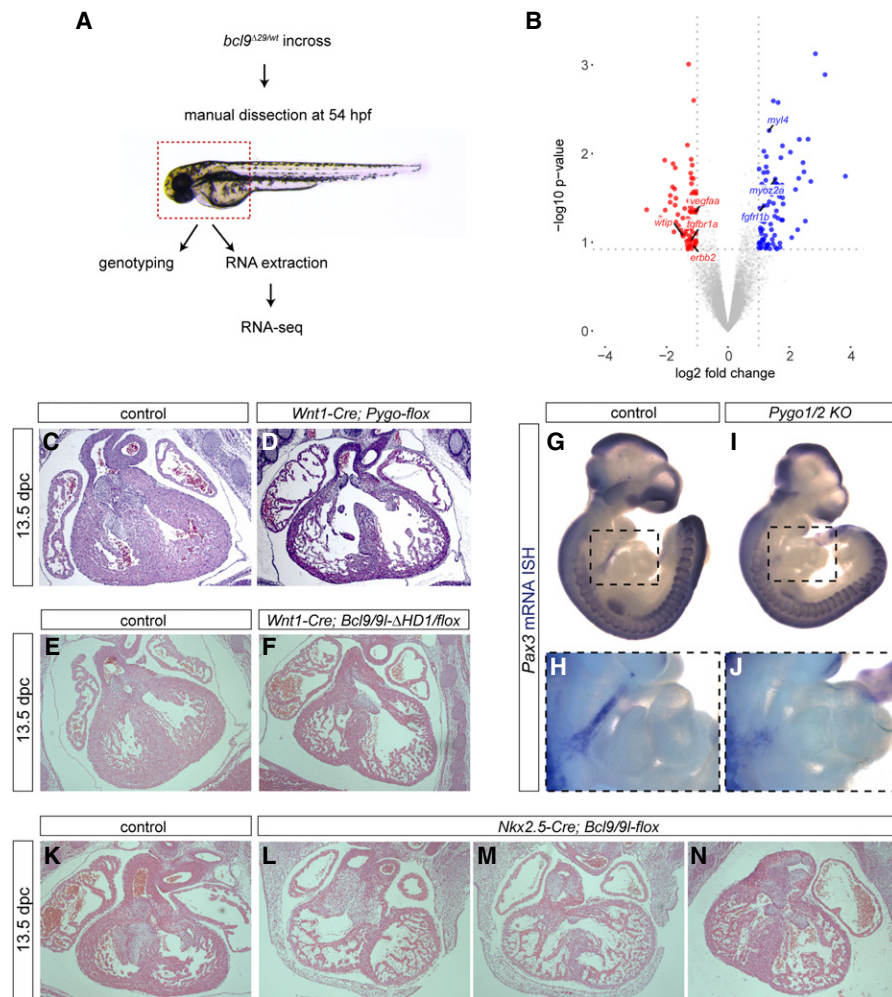 A
bcl9Δ29/wt incross
manual dissection at 54 hpf
genotyping
RNA extraction
RNA-seq
B
−log10 p-value
3
2
1
0
myl4
myoz2a
fgfrl1b
vegfaa
wtip
tgfbr1a
erbb2
−4
−2
0
2
4
log2 fold change
control
Wnt1-Cre; Pygo-flox
13.5 dpc
C
D
Wnt1-Cre; Bcl9/9l-ΔHD1/flox
13.5 dpc
E
F
control
Pygo1/2 KO
Pax3 mRNA ISH
G
I
H
J
control
Nkx2.5-Cre; Bcl9/9l-flox
13.5 dpc
K
L
M
N